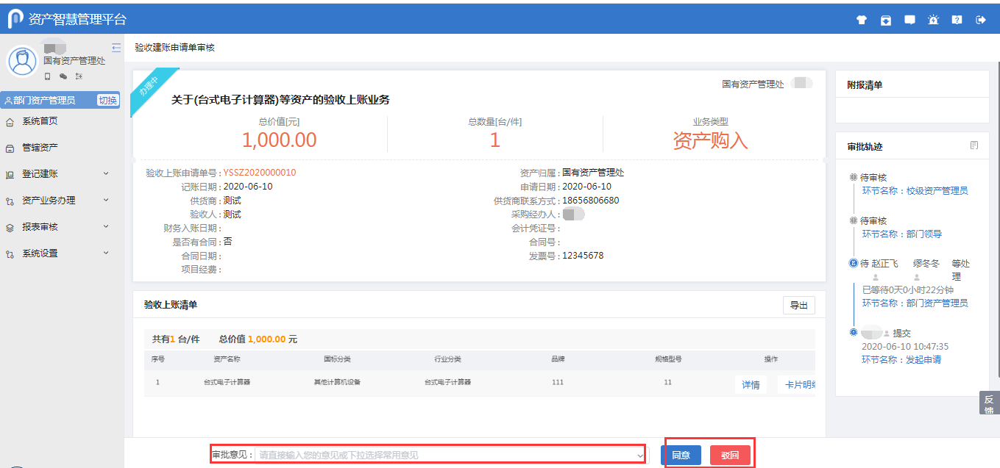 资产智慧管理平台
国有资产管理处
部门资产管理员 切换
系统首页
管辖资产
登记建账
资产业务办理
报表审核
系统设置
验收建账申请单审核
办理中
国有资产管理处
关于(台式电子计算器)等资产的验收上账业务
总价值[元] 总数量[台/件] 业务类型
1,000.00 1 资产购入
验收上账申请单号 : YSSZ2020000010 资产归属 : 国有资产管理处
记账日期 : 2020-06-10 申请日期 : 2020-06-10
供货商 : 测试 供货商联系方式 : 18656806680
验收人 : 测试 采购经办人 :
财务入账日期 : 会计凭证号 :
是否有合同 : 否 合同号 :
合同日期 : 发票号 : 12345678
项目经费 :
验收上账清单 导出
共有1 台/件 总价值 1,000.00 元
序号 资产名称 国标分类 行业分类 品牌 规格型号 操作
1 台式电子计算器 其他计算机设备 台式电子计算器 111 11 详情 卡片明细
审批意见 : 请直接输入您的意见或下拉选择常用意见 同意 驳回
附报清单
审批轨迹
待审核
环节名称：校级资产管理员
待审核
环节名称：部门领导
待 赵正飞 缪冬冬 等处
理
已等待0天0小时22分钟
环节名称：部门资产管理员
提交
2020-06-10 10:47:35
环节名称：发起申请
反
馈